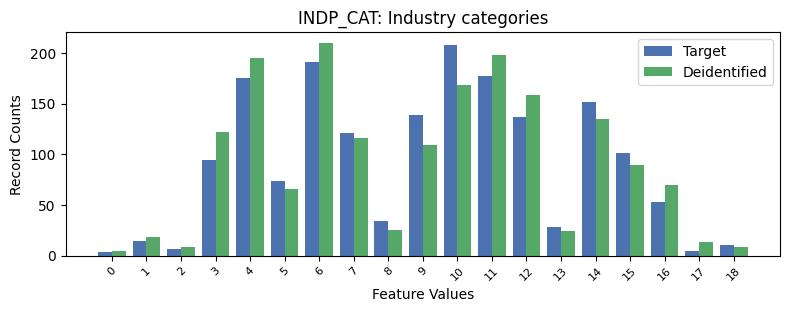 INDP_CAT: Industry categories
Target
Deidentified
Record Counts
200
150
100
50
0
0 1 2 3 4 5 6 7 8 9 10 11 12 13 14 15 16 17 18
Feature Values